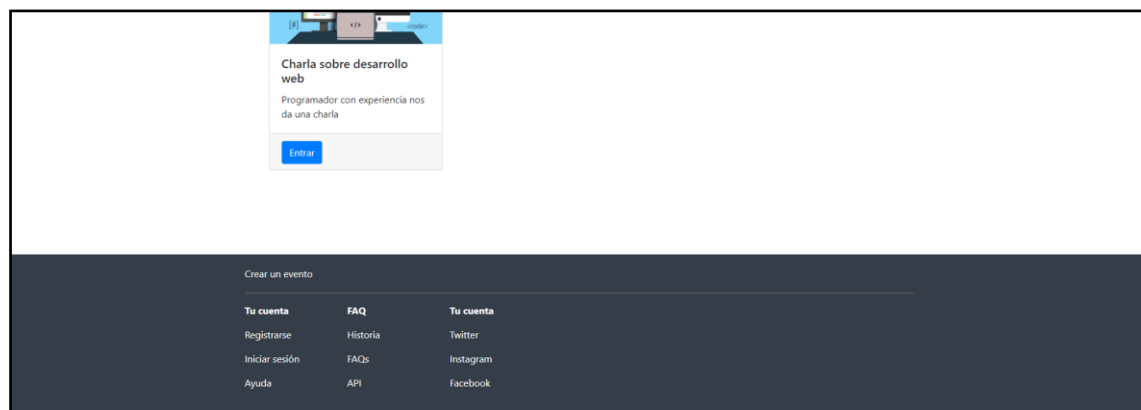 [#]
</>
<code>
Charla sobre desarrollo
web
Programador con experiencia nos
da una charla
Entrar
Crear un evento
Tu cuenta FAQ Tu cuenta
Registrarse Historia Twitter
Iniciar sesión FAQs Instagram
Ayuda API Facebook